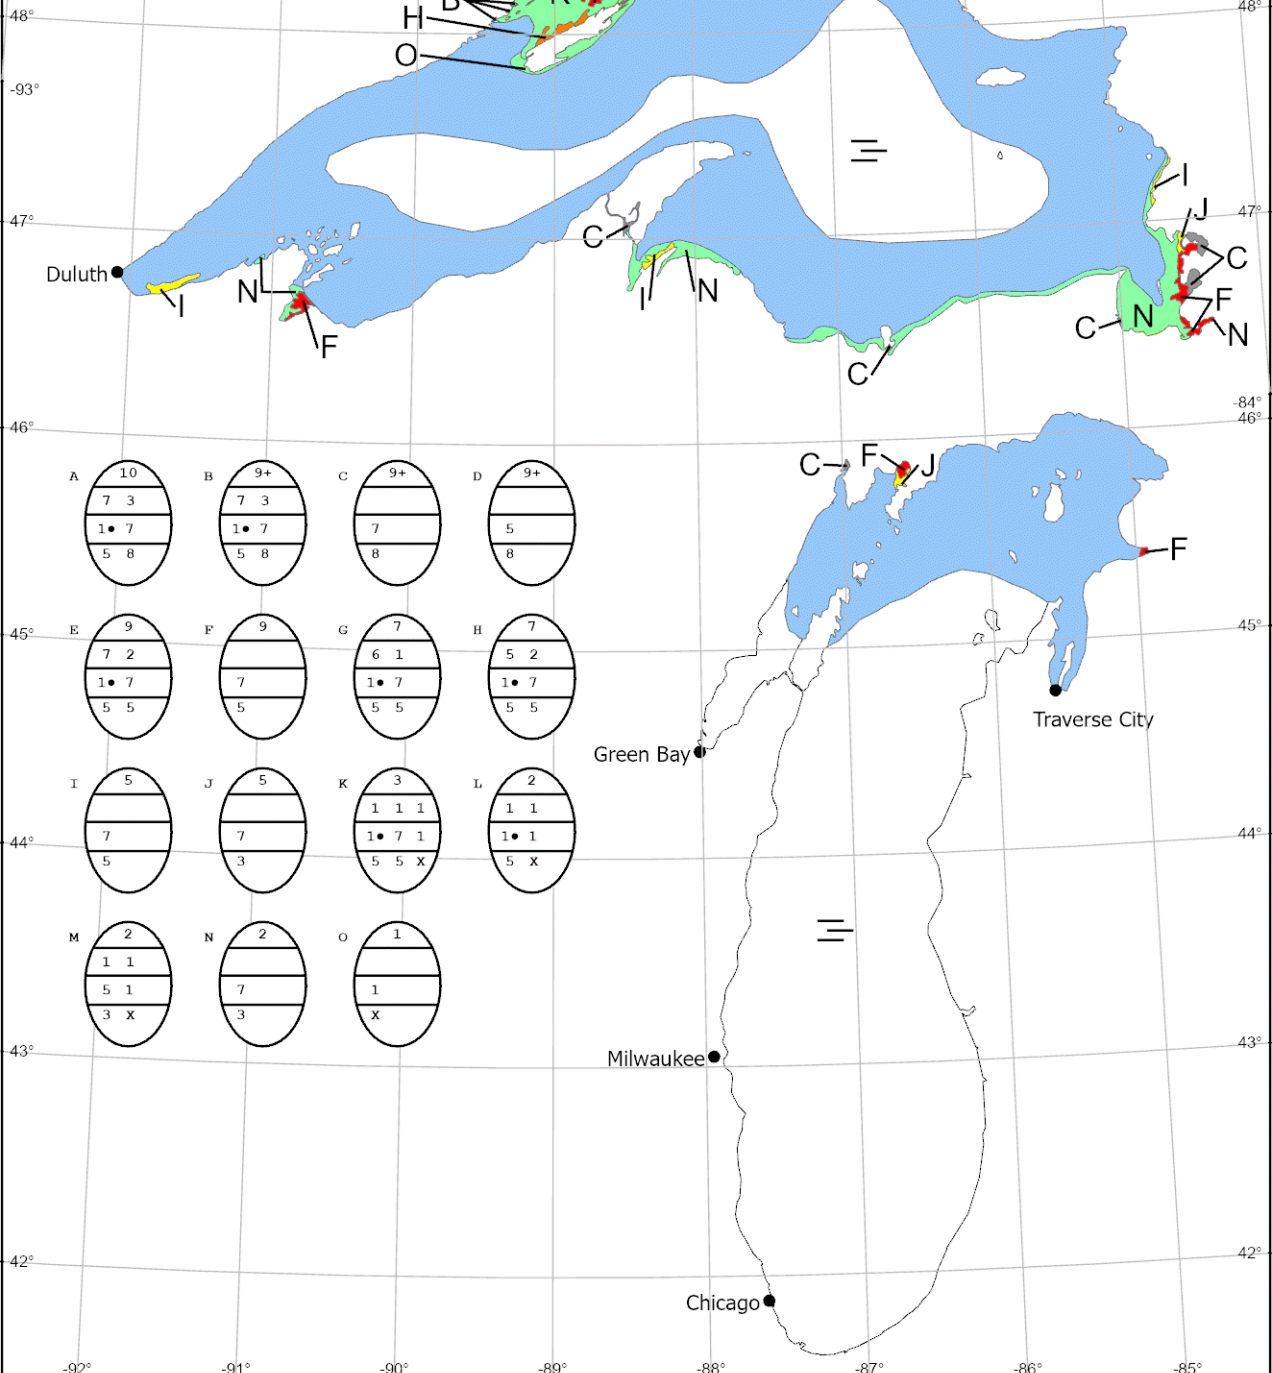 48°
B
K
48°
H
O
-93°
I
J
47°
47°
C
C
Duluth
I
N
I
N
F
N
F
C
N
C
F
-84°
46°
46°
C
F
J
F
A
10
7 3
1• 7
5 8
B
9+
7 3
1• 7
5 8
C
9+
7
8
D
9+
5
8
45°
45°
E
9
7 2
1• 7
5 5
F
9
7
5
G
7
6 1
1• 7
5 5
H
7
5 2
1• 7
5 5
Traverse City
Green Bay
I
5
7
5
J
5
7
3
K
3
1 1 1
1• 7 1
5 5 X
L
2
1 1
1• 1
5 X
44°
44°
M
2
1 1
5 1
3 X
N
2
7
3
O
1
1
X
43°
43°
Milwaukee
42°
42°
Chicago
-92°
-91°
-90°
-89°
-88°
-87°
-86°
-85°